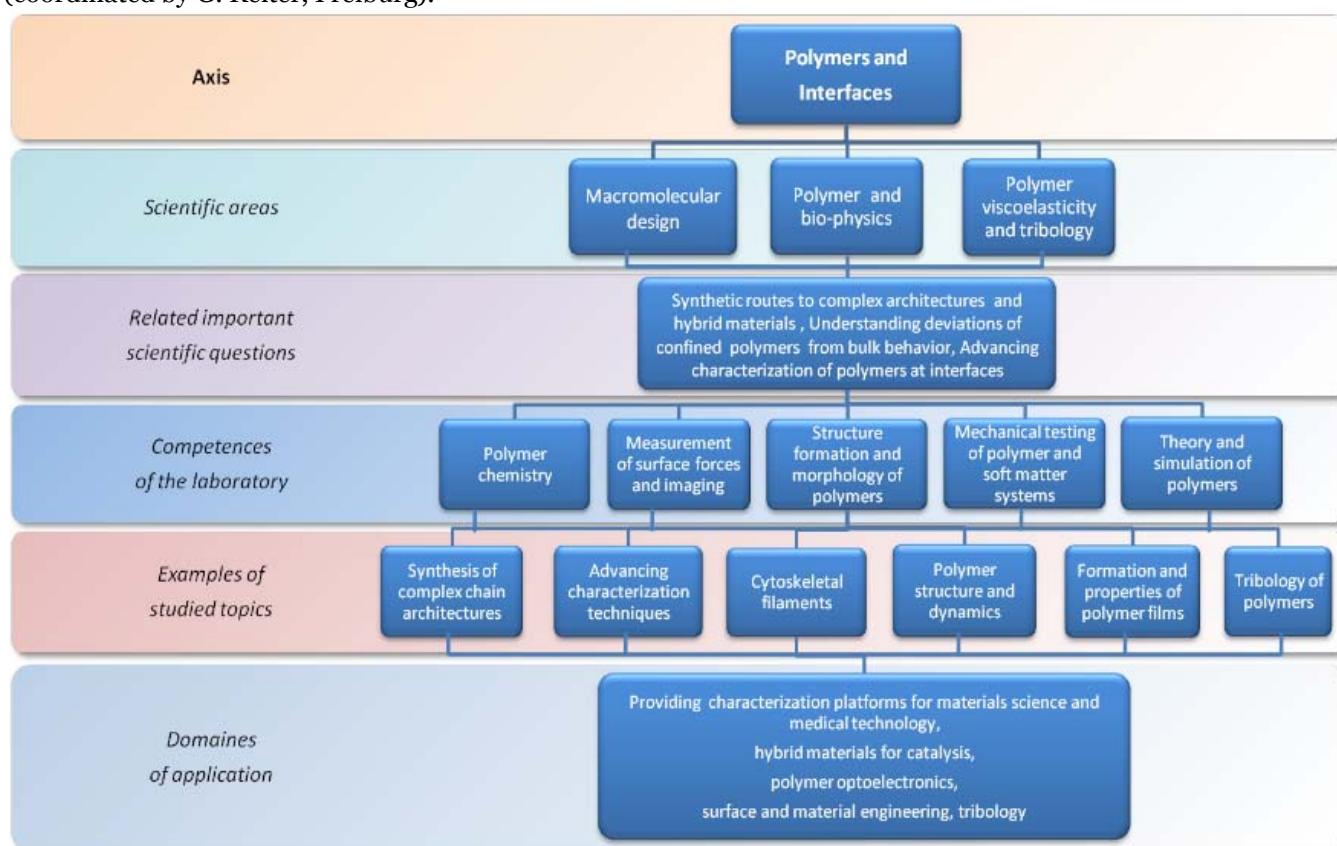 (coordinated by G. Reiter, Freiburg).
Axis
Polymers and
Interfaces
Scientific areas
Macromolecular
design
Polymer and
bio-physics
Polymer
viscoelasticity
and tribology
Related important
scientific questions
Synthetic routes to complex architectures and
hybrid materials , Understanding deviations of
confined polymers from bulk behavior, Advancing
characterization of polymers at interfaces
Competences
of the laboratory
Polymer
chemistry
Measurement
of surface forces
and imaging
Structure
formation and
morphology of
polymers
Mechanical testing
of polymer and
soft matter
systems
Theory and
simulation of
polymers
Examples of
studied topics
Synthesis of
complex chain
architectures
Advancing
characterization
techniques
Cytoskeletal
filaments
Polymer
structure and
dynamics
Formation and
properties of
polymer films
Tribology of
polymers
Domaines
of application
Providing characterization platforms for materials science and
medical technology,
hybrid materials for catalysis,
polymer optoelectronics,
surface and material engineering, tribology